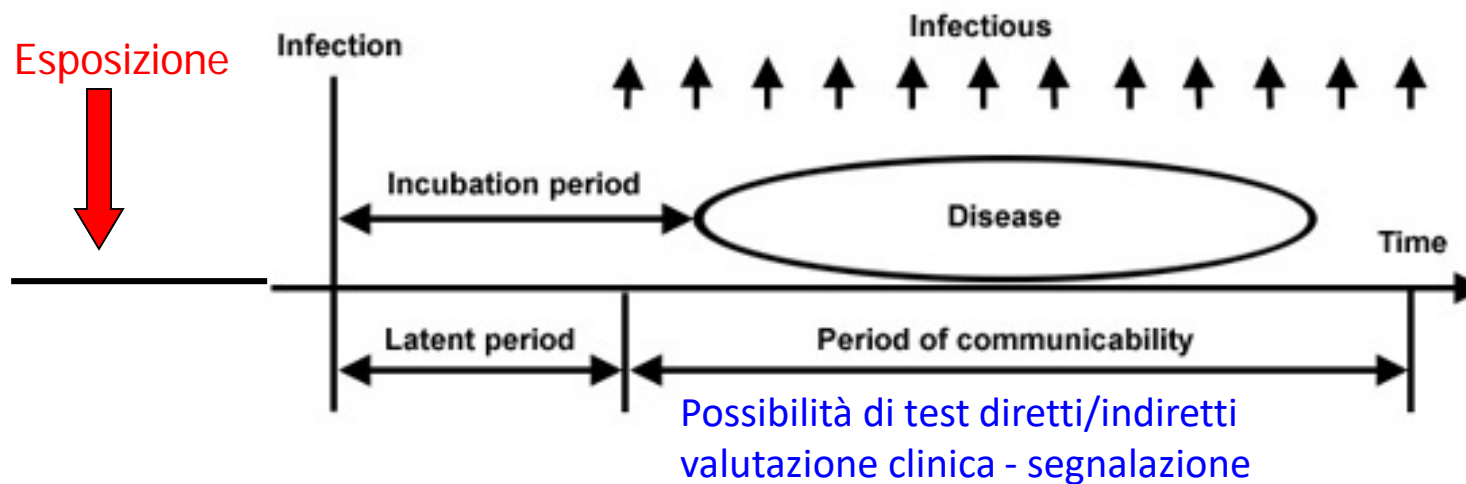 Esposizione
Infection
Infectious
Incubation period
Disease
Time
Latent period
Period of communicability
Possibilità di test diretti/indiretti
valutazione clinica - segnalazione